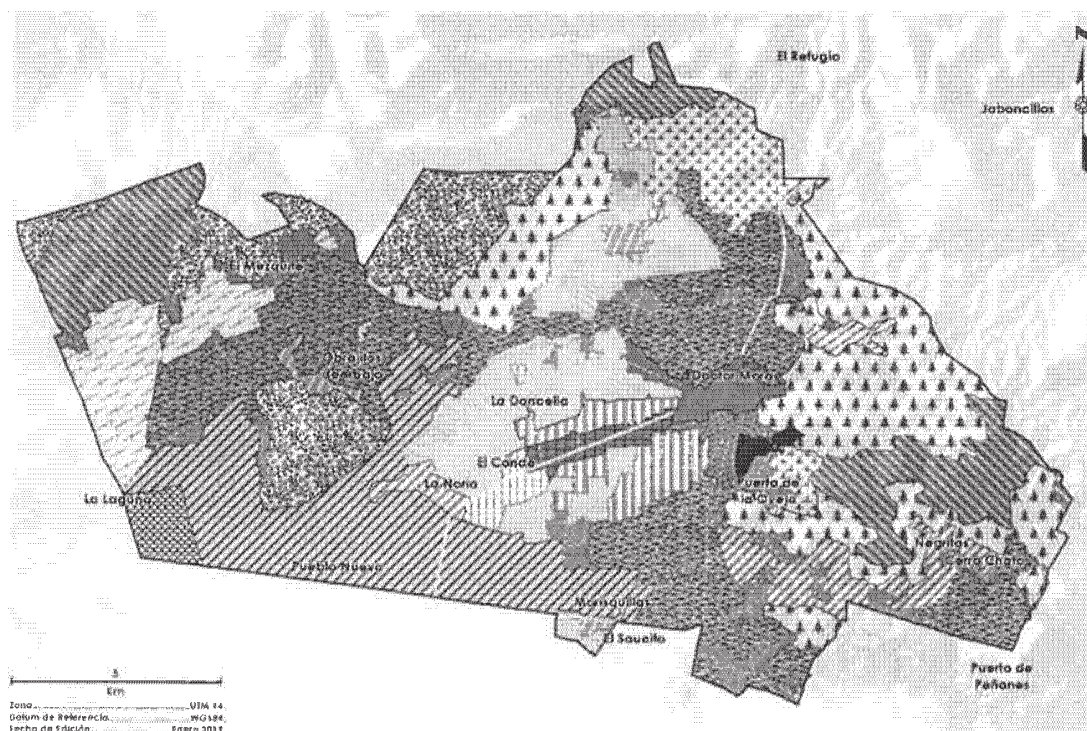 El Refugio
Z
Jaboncillos
El Mezquite
La Doncella
El Conde
La Noria
Puerto de
La Laguna
Negritas
Pueblo Nuevo
El Saucito
Puerto de
Peñones
5
Km
Zona UTM 14
Datum de Referencia WGS84
Fecha de Edición Enero